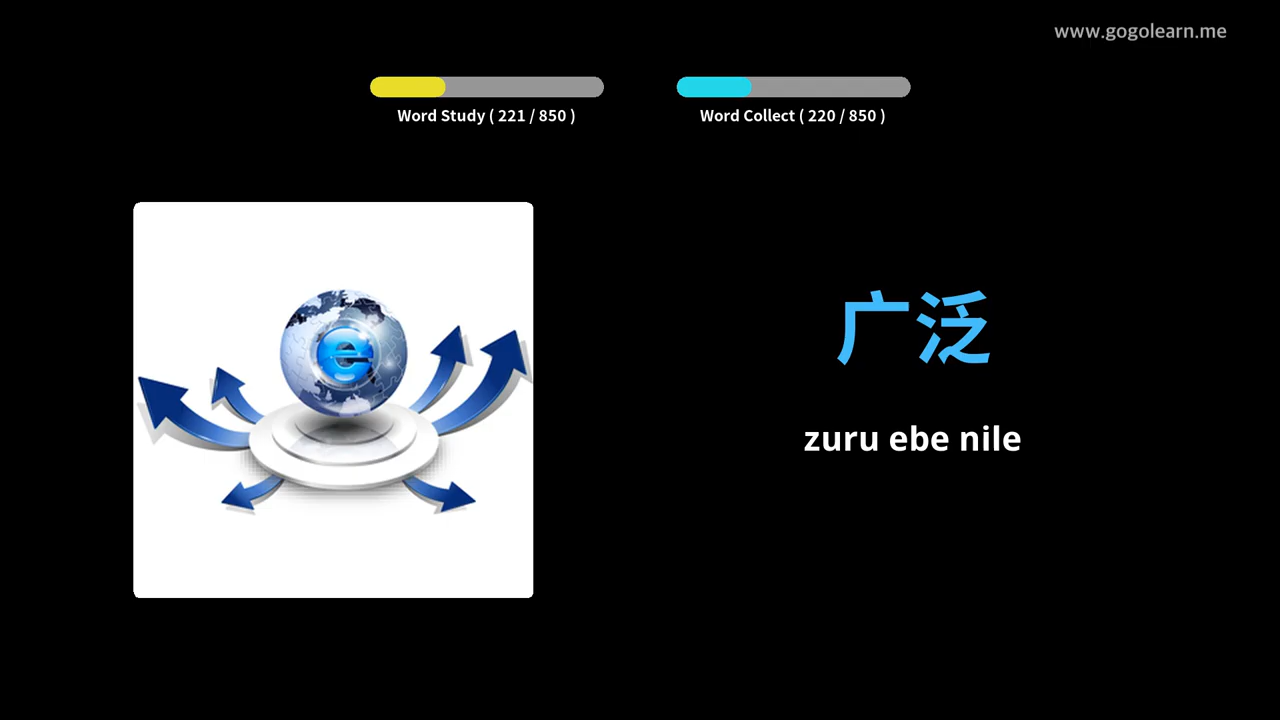 www.gogolearn.me
Word Study ( 221 / 850 )
Word Collect ( 220 / 850 )
e
广泛
zuru ebe nile